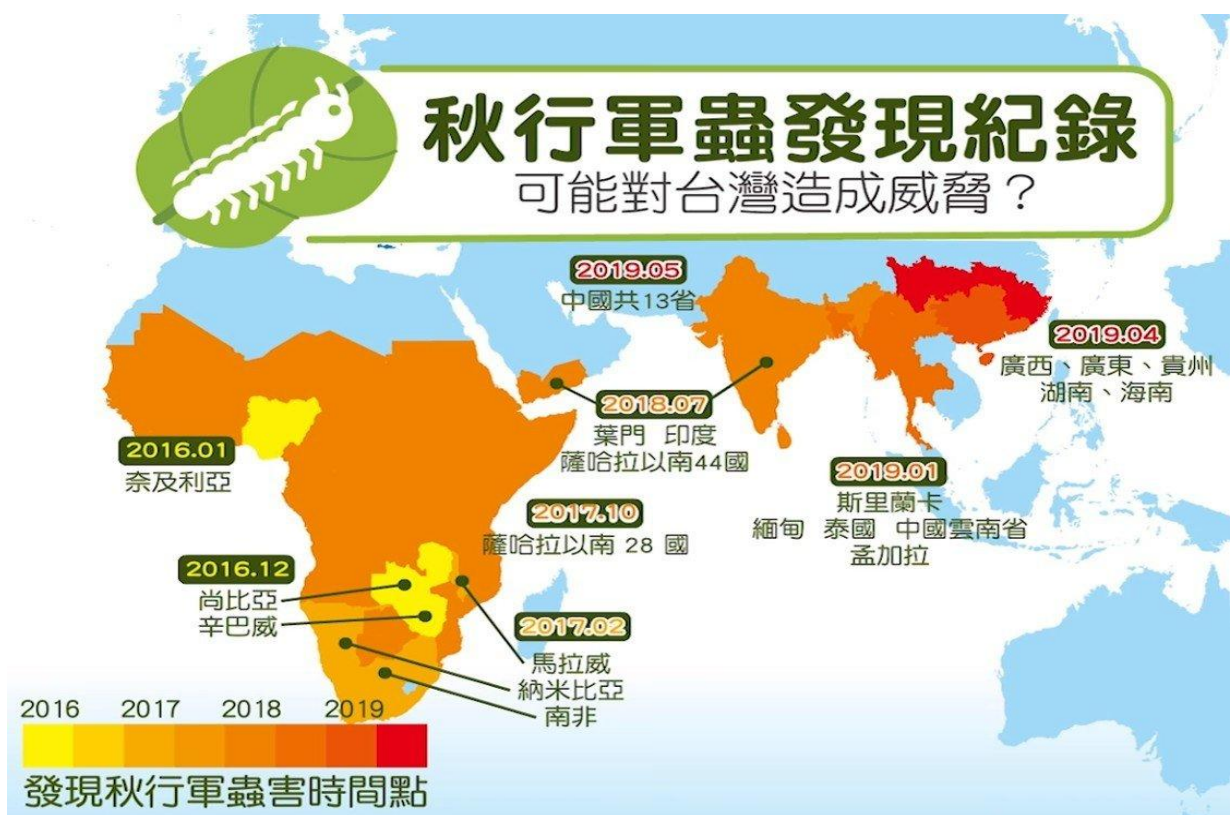 秋行軍蟲發現紀錄
可能對台灣造成威脅？
2019.05
中國共13省
2019.04
廣西、廣東、貴州
湖南、海南
2018.07
葉門 印度
薩哈拉以南44國
2016.01
奈及利亞
2019.01
斯里蘭卡
緬甸 泰國 中國雲南省
孟加拉
2017.10
薩哈拉以南 28 國
2016.12
尚比亞
辛巴威
2017.02
馬拉威
納米比亞
南非
2016 2017 2018 2019
發現秋行軍蟲害時間點